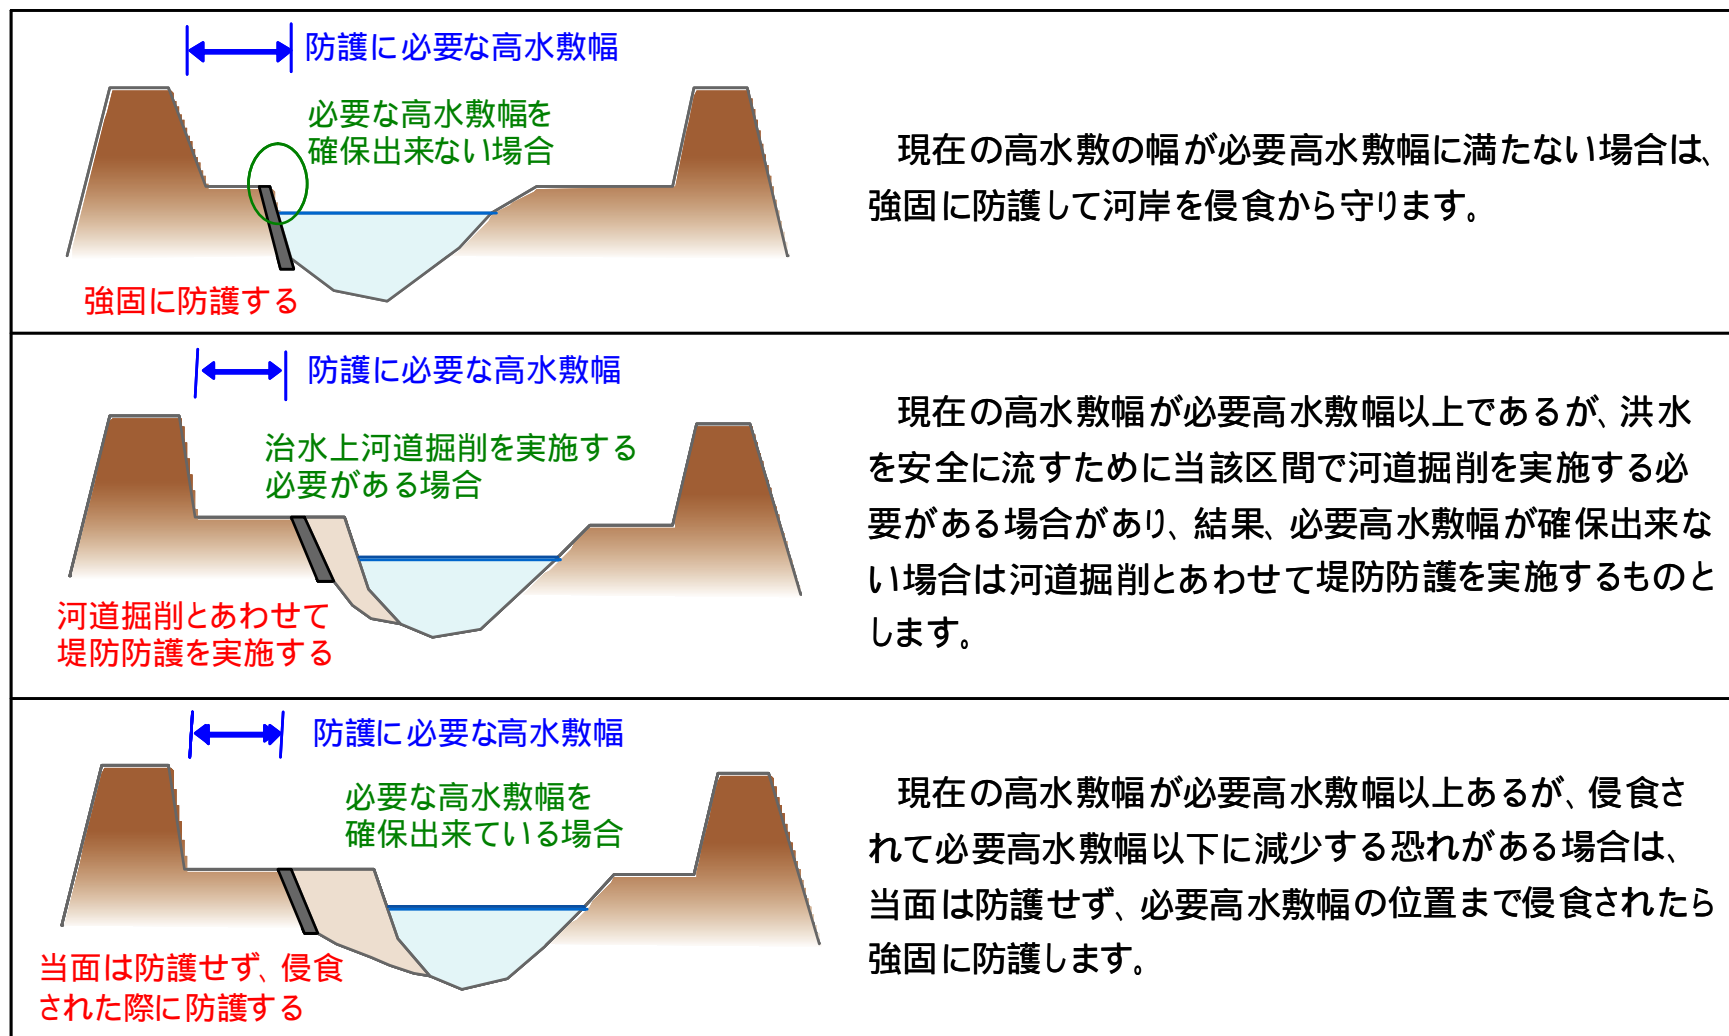 防護に必要な高水敷幅
必要な高水敷幅を
確保出来ない場合
強固に防護する
現在の高水敷の幅が必要高水敷幅に満たない場合は、
強固に防護して河岸を侵食から守ります。
防護に必要な高水敷幅
治水上河道掘削を実施する
必要がある場合
河道掘削とあわせて
堤防防護を実施する
現在の高水敷幅が必要高水敷幅以上であるが、洪水
を安全に流すために当該区間で河道掘削を実施する必
要がある場合があり、結果、必要高水敷幅が確保出来な
い場合は河道掘削とあわせて堤防防護を実施するものと
します。
防護に必要な高水敷幅
必要な高水敷幅を
確保出来ている場合
当面は防護せず、侵食
された際に防護する
現在の高水敷幅が必要高水敷幅以上あるが、侵食さ
れて必要高水敷幅以下に減少する恐れがある場合は、
当面は防護せず、必要高水敷幅の位置まで侵食されたら
強固に防護します。